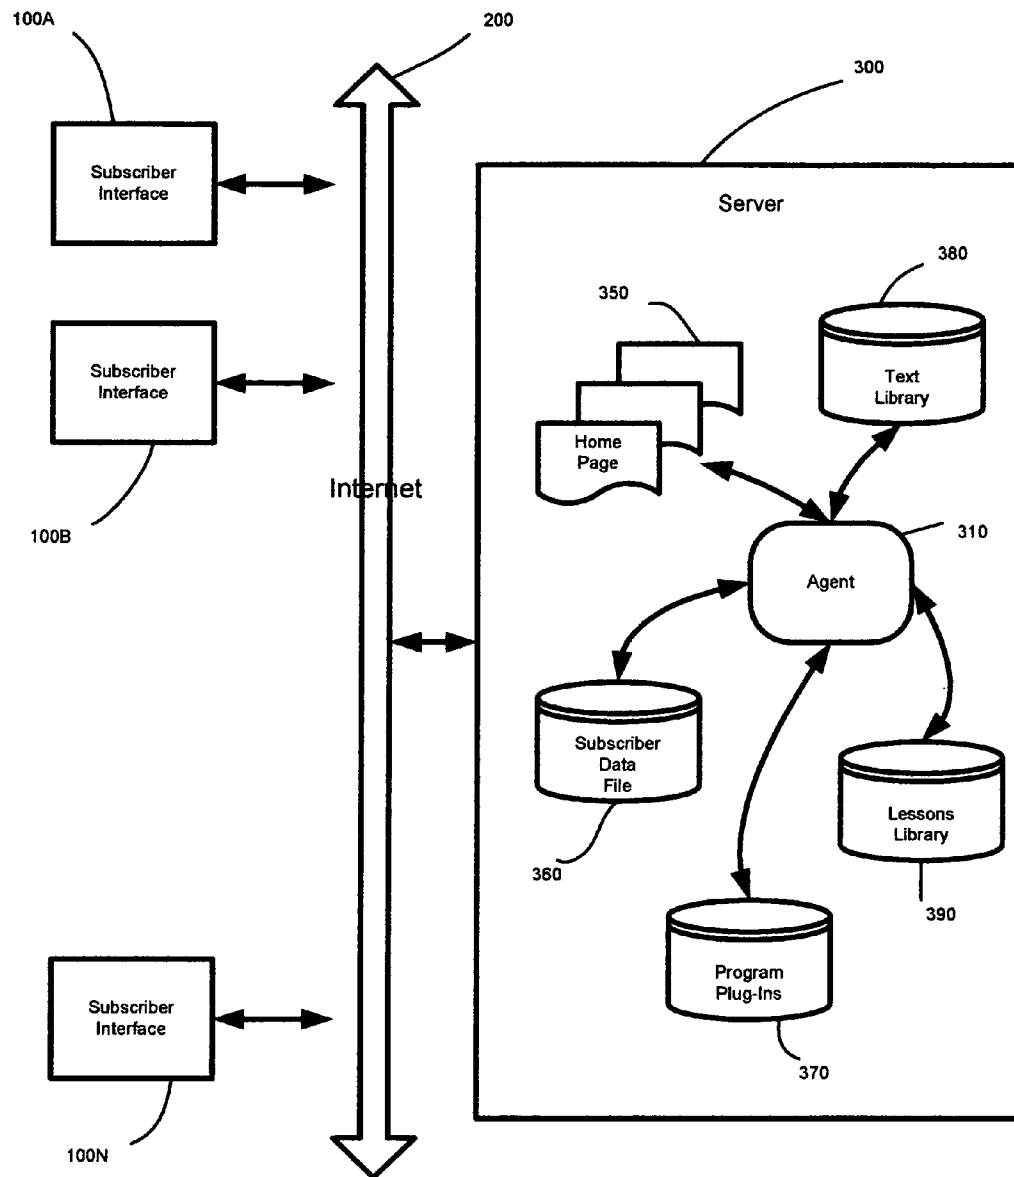 100A
200
300
Subscriber
Interface
Server
380
350
Text
Library
Subscriber
Interface
Home
Page
Internet
310
100B
Agent
Subscriber
Data
File
Lessons
Library
360
390
Program
Plug-Ins
Subscriber
Interface
370
100N